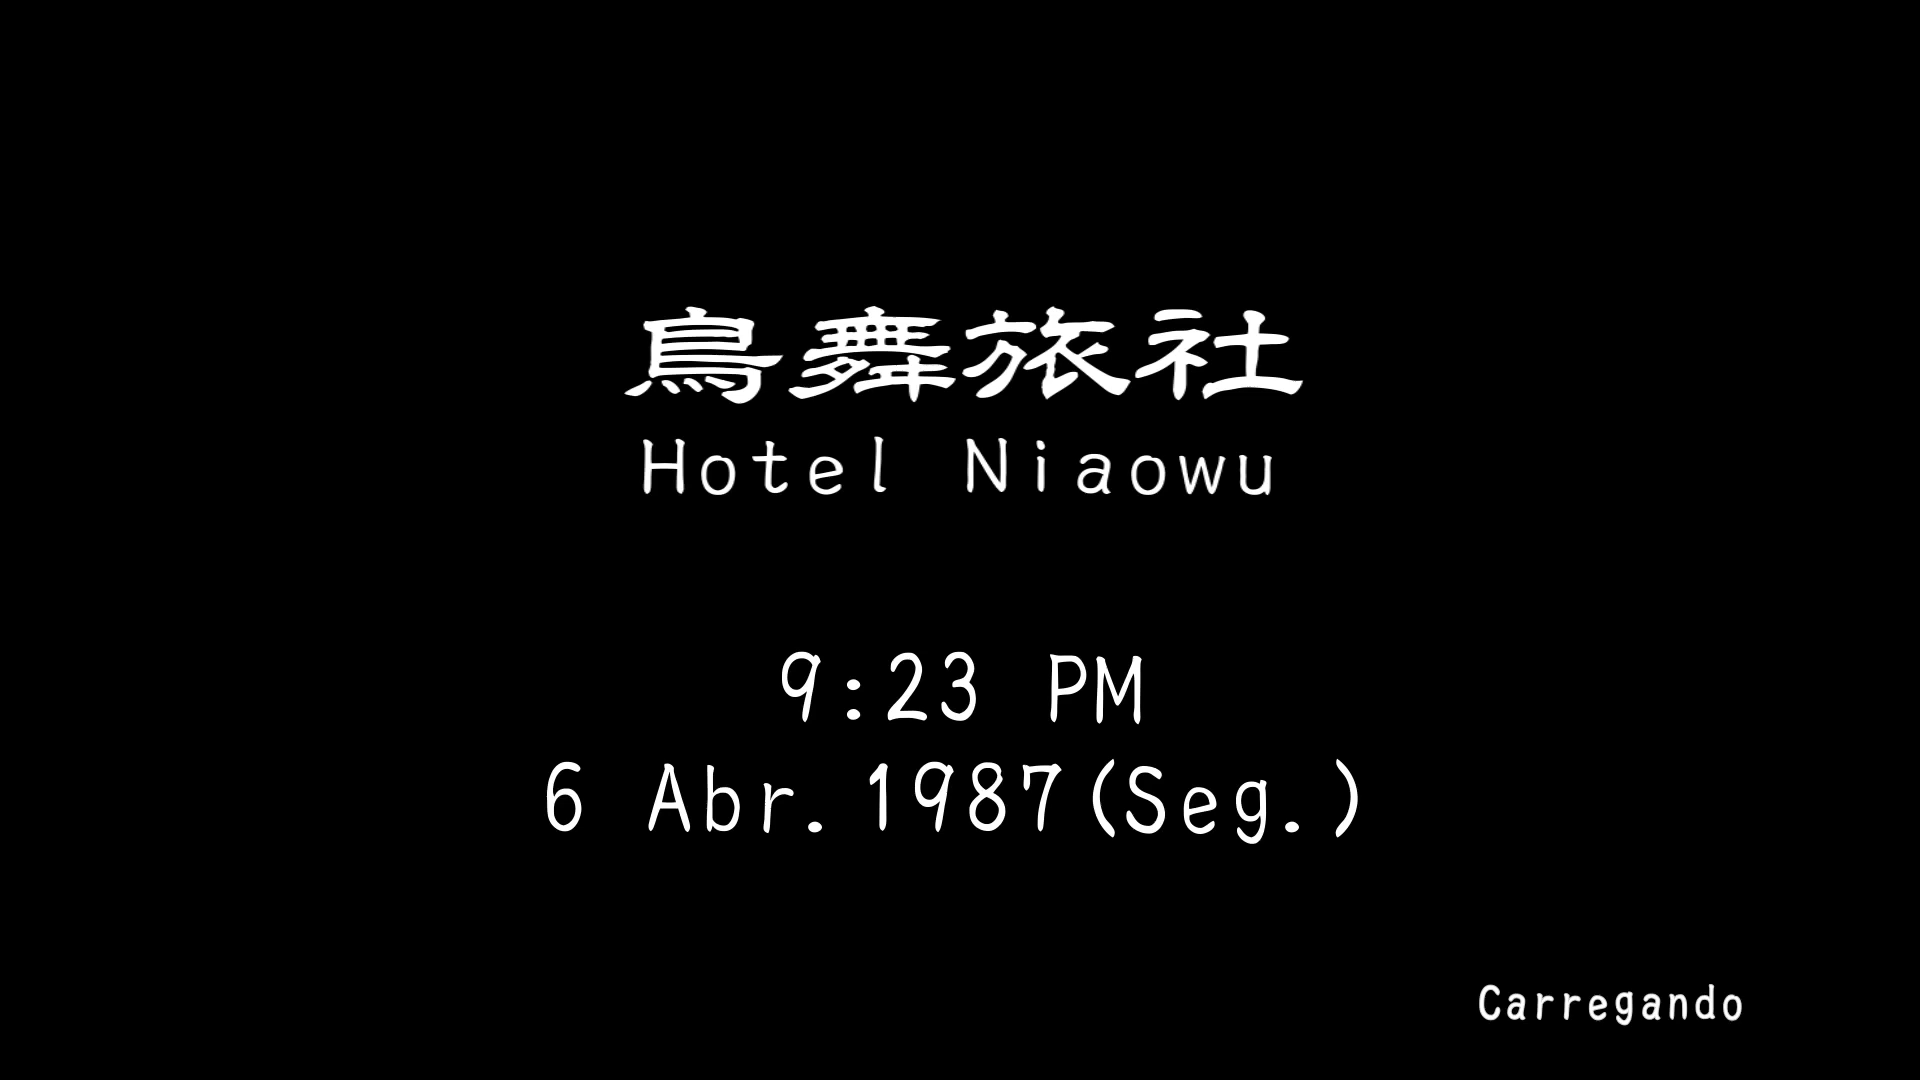 鳥舞旅社
Hotel Niaowu
9:23 PM
6 Abr.1987(Seg.)
Carregando